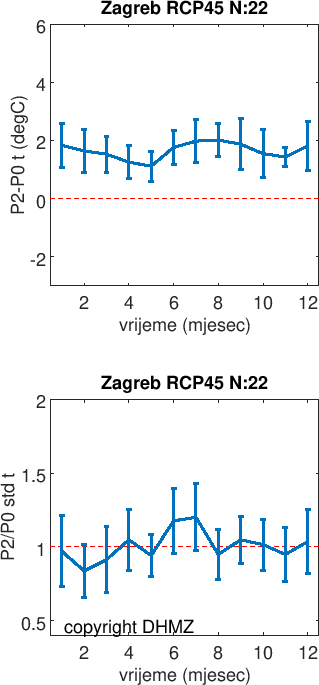 Zagreb RCP45 N:22
P2-P0 t (degC)
6
4
2
0
-2
2 4 6 8 10 12
vrijeme (mjesec)
Zagreb RCP45 N:22
P2/P0 std t
2
1.5
1
0.5
copyright DHMZ
2 4 6 8 10 12
vrijeme (mjesec)